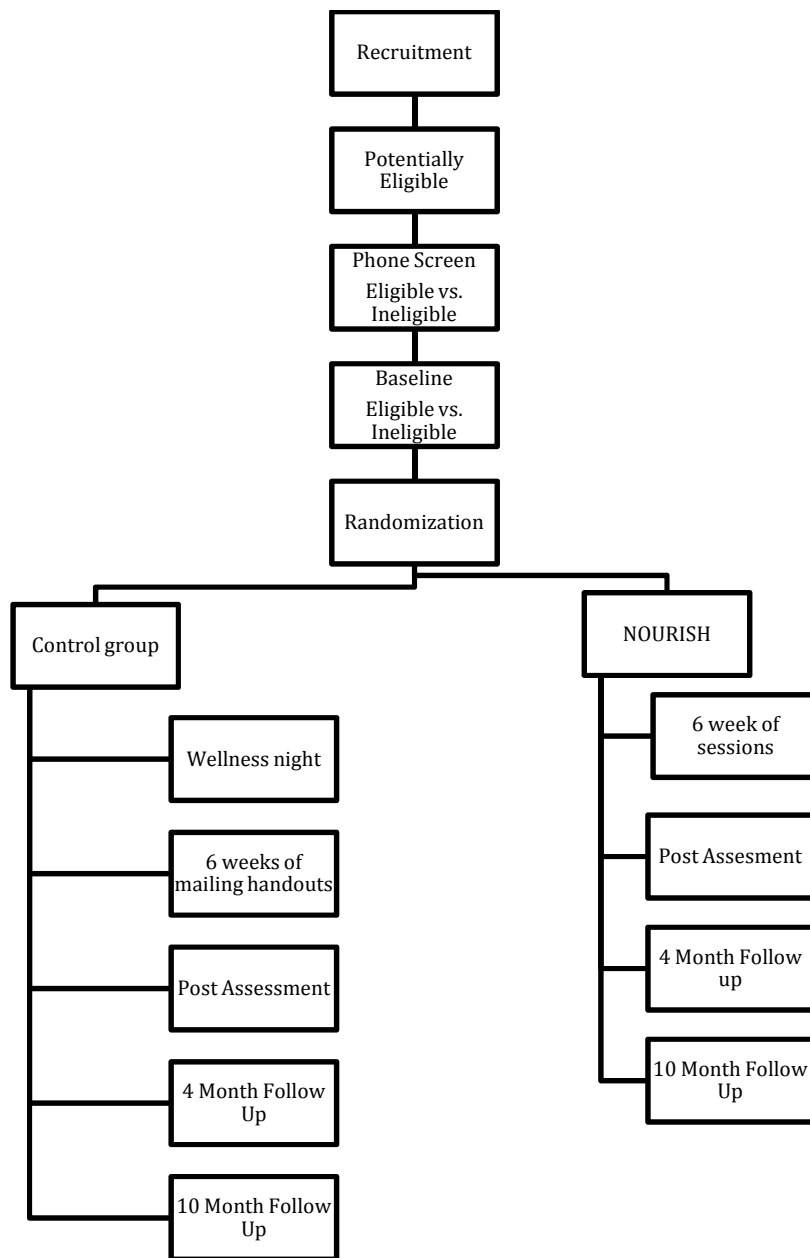 Recruitment
Potentially
Eligible
Phone Screen
Eligible vs.
Ineligible
Baseline
Eligible vs.
Ineligible
Randomization
Control group
Wellness night
6 weeks of
mailing handouts
Post Assessment
4 Month Follow
Up
10 Month Follow
Up
NOURISH
6 week of
sessions
Post Assesment
4 Month Follow
up
10 Month Follow
Up